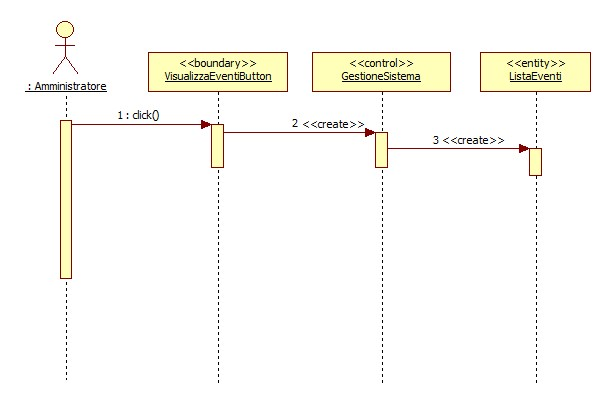 <<boundary>>
VisualizzaEventiButton
<<control>>
GestioneSistema
<<entity>>
ListaEventi
: Amministratore
1 : click()
2 <<create>>
3 <<create>>